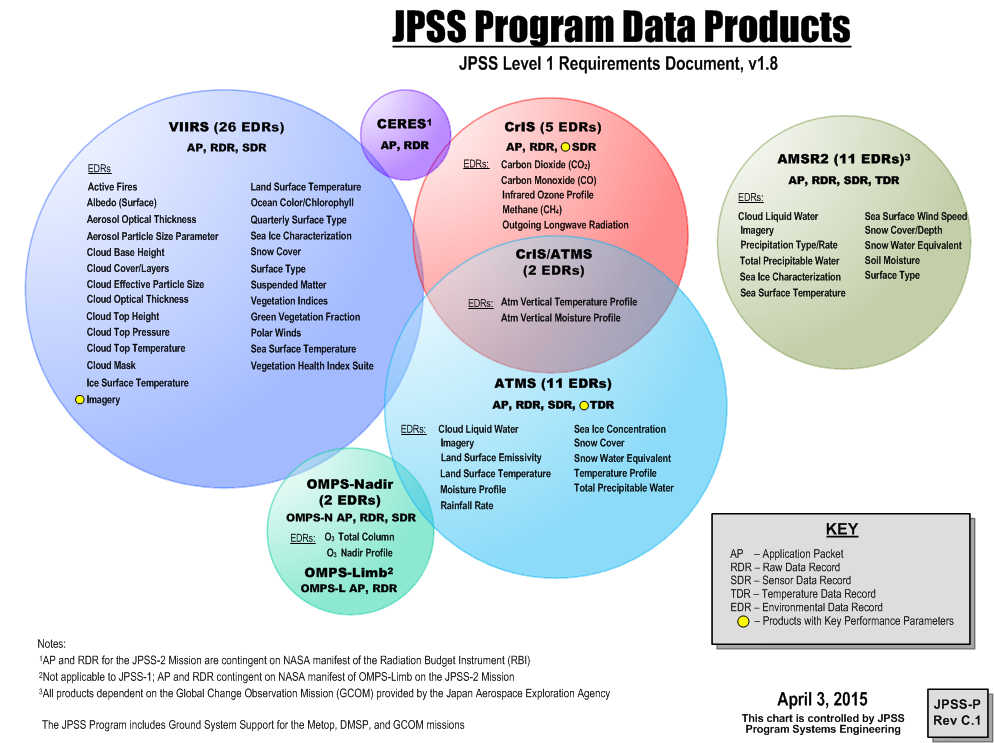 JPSS Program Data Products
JPSS Level 1 Requirements Document, v1.8
VIIRS (26 EDRs)
AP, RDR, SDR
EDRs
Active Fires
Albedo (Surface)
Aerosol Optical Thickness
Aerosol Particle Size Parameter
Cloud Base Height
Cloud Cover/Layers
Cloud Effective Particle Size
Cloud Optical Thickness
Cloud Top Height
Cloud Top Pressure
Cloud Top Temperature
Cloud Mask
Ice Surface Temperature
Imagery
Land Surface Temperature
Ocean Color/Chlorophyll
Quarterly Surface Type
Sea Ice Characterization
Snow Cover
Surface Type
Suspended Matter
Vegetation Indices
Green Vegetation Fraction
Polar Winds
Sea Surface Temperature
Vegetation Health Index Suite
CERES¹
AP, RDR
CrIS (5 EDRs)
AP, RDR, SDR
EDRs:
Carbon Dioxide (CO₂)
Carbon Monoxide (CO)
Infrared Ozone Profile
Methane (CH₄)
Outgoing Longwave Radiation
CrIS/ATMS
(2 EDRs)
EDRs:
Atm Vertical Temperature Profile
Atm Vertical Moisture Profile
ATMS (11 EDRs)
AP, RDR, SDR, TDR
EDRs:
Cloud Liquid Water
Imagery
Land Surface Emissivity
Land Surface Temperature
Moisture Profile
Rainfall Rate
Sea Ice Concentration
Snow Cover
Snow Water Equivalent
Temperature Profile
Total Precipitable Water
AMSR2 (11 EDRs)³
AP, RDR, SDR, TDR
EDRs:
Cloud Liquid Water
Imagery
Precipitation Type/Rate
Total Precipitable Water
Sea Ice Characterization
Sea Surface Temperature
Sea Surface Wind Speed
Snow Cover/Depth
Snow Water Equivalent
Soil Moisture
Surface Type
OMPS-Nadir
(2 EDRs)
OMPS-N AP, RDR, SDR
EDRs: O₃ Total Column
O₃ Nadir Profile
OMPS-Limb²
OMPS-L AP, RDR
KEY
AP – Application Packet
RDR – Raw Data Record
SDR – Sensor Data Record
TDR – Temperature Data Record
EDR – Environmental Data Record
– Products with Key Performance Parameters
Notes:
¹AP and RDR for the JPSS-2 Mission are contingent on NASA manifest of the Radiation Budget Instrument (RBI)
²Not applicable to JPSS-1; AP and RDR contingent on NASA manifest of OMPS-Limb on the JPSS-2 Mission
³All products dependent on the Global Change Observation Mission (GCOM) provided by the Japan Aerospace Exploration Agency
The JPSS Program includes Ground System Support for the Metop, DMSP, and GCOM missions
April 3, 2015
This chart is controlled by JPSS
Program Systems Engineering
JPSS-P
Rev C.1